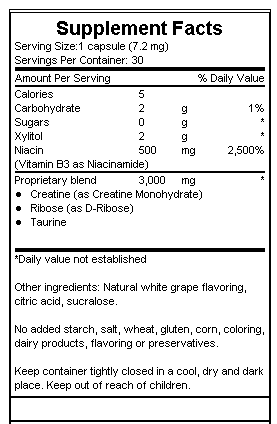 Supplement Facts
Serving Size:1 capsule (7.2 mg)
Servings Per Container: 30
Amount Per Serving % Daily Value
Calories 5
Carbohydrate 2 g 1%
Sugars 0 g *
Xylitol 2 g *
Niacin 500 mg 2,500%
(Vitamin B3 as Niacinamide)
Proprietary blend 3,000 mg *
● Creatine (as Creatine Monohydrate)
● Ribose (as D-Ribose)
● Taurine
*Daily value not established
Other ingredients: Natural white grape flavoring,
citric acid, sucralose.
No added starch, salt, wheat, gluten, corn, coloring,
dairy products, flavoring or preservatives.
Keep container tightly closed in a cool, dry and dark
place. Keep out of reach of children.